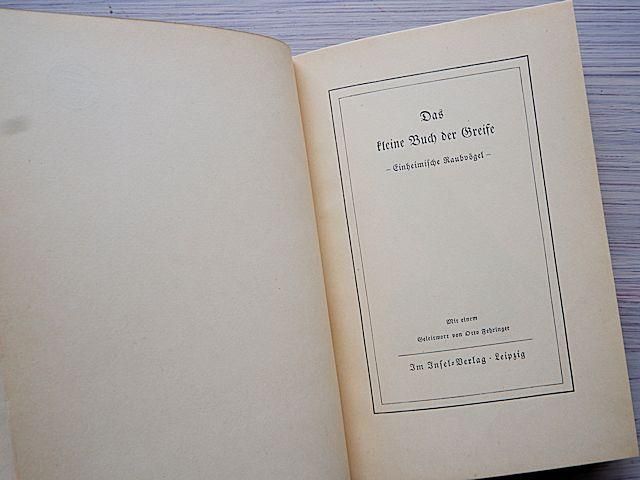 Das
kleine Buch der Greife
– Einheimische Raubvögel –
Mit einem
Geleitwort von Otto Fehringer
Im Insel-Verlag · Leipzig